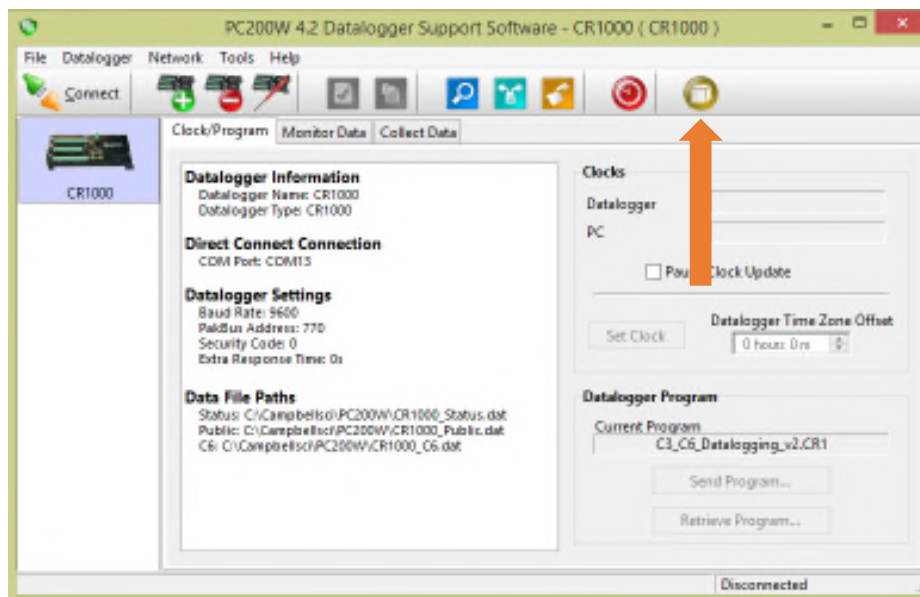 PC200W 4.2 Datalogger Support Software - CR1000 ( CR1000 )
File Datalogger Network Tools Help
Connect
Clock/Program Monitor Data Collect Data
CR1000
Datalogger Information
Datalogger Name: CR1000
Datalogger Type: CR1000
Direct Connect Connection
COM Port: COM13
Datalogger Settings
Baud Rate: 9600
PakBus Address: 770
Security Code: 0
Extra Response Time: 0s
Data File Paths
Status: C:\Campbellsci\PC200W\CR1000_Status.dat
Public: C:\Campbellsci\PC200W\CR1000_Public.dat
C6: C:\Campbellsci\PC200W\CR1000_C6.dat
Clocks
Datalogger
PC
Clock Update
Datalogger Time Zone Offset
Set Clock
0 hours 0 m
Datalogger Program
Current Program
C3_C6_Datalogging_v2.CR1
Send Program...
Retrieve Program...
Disconnected